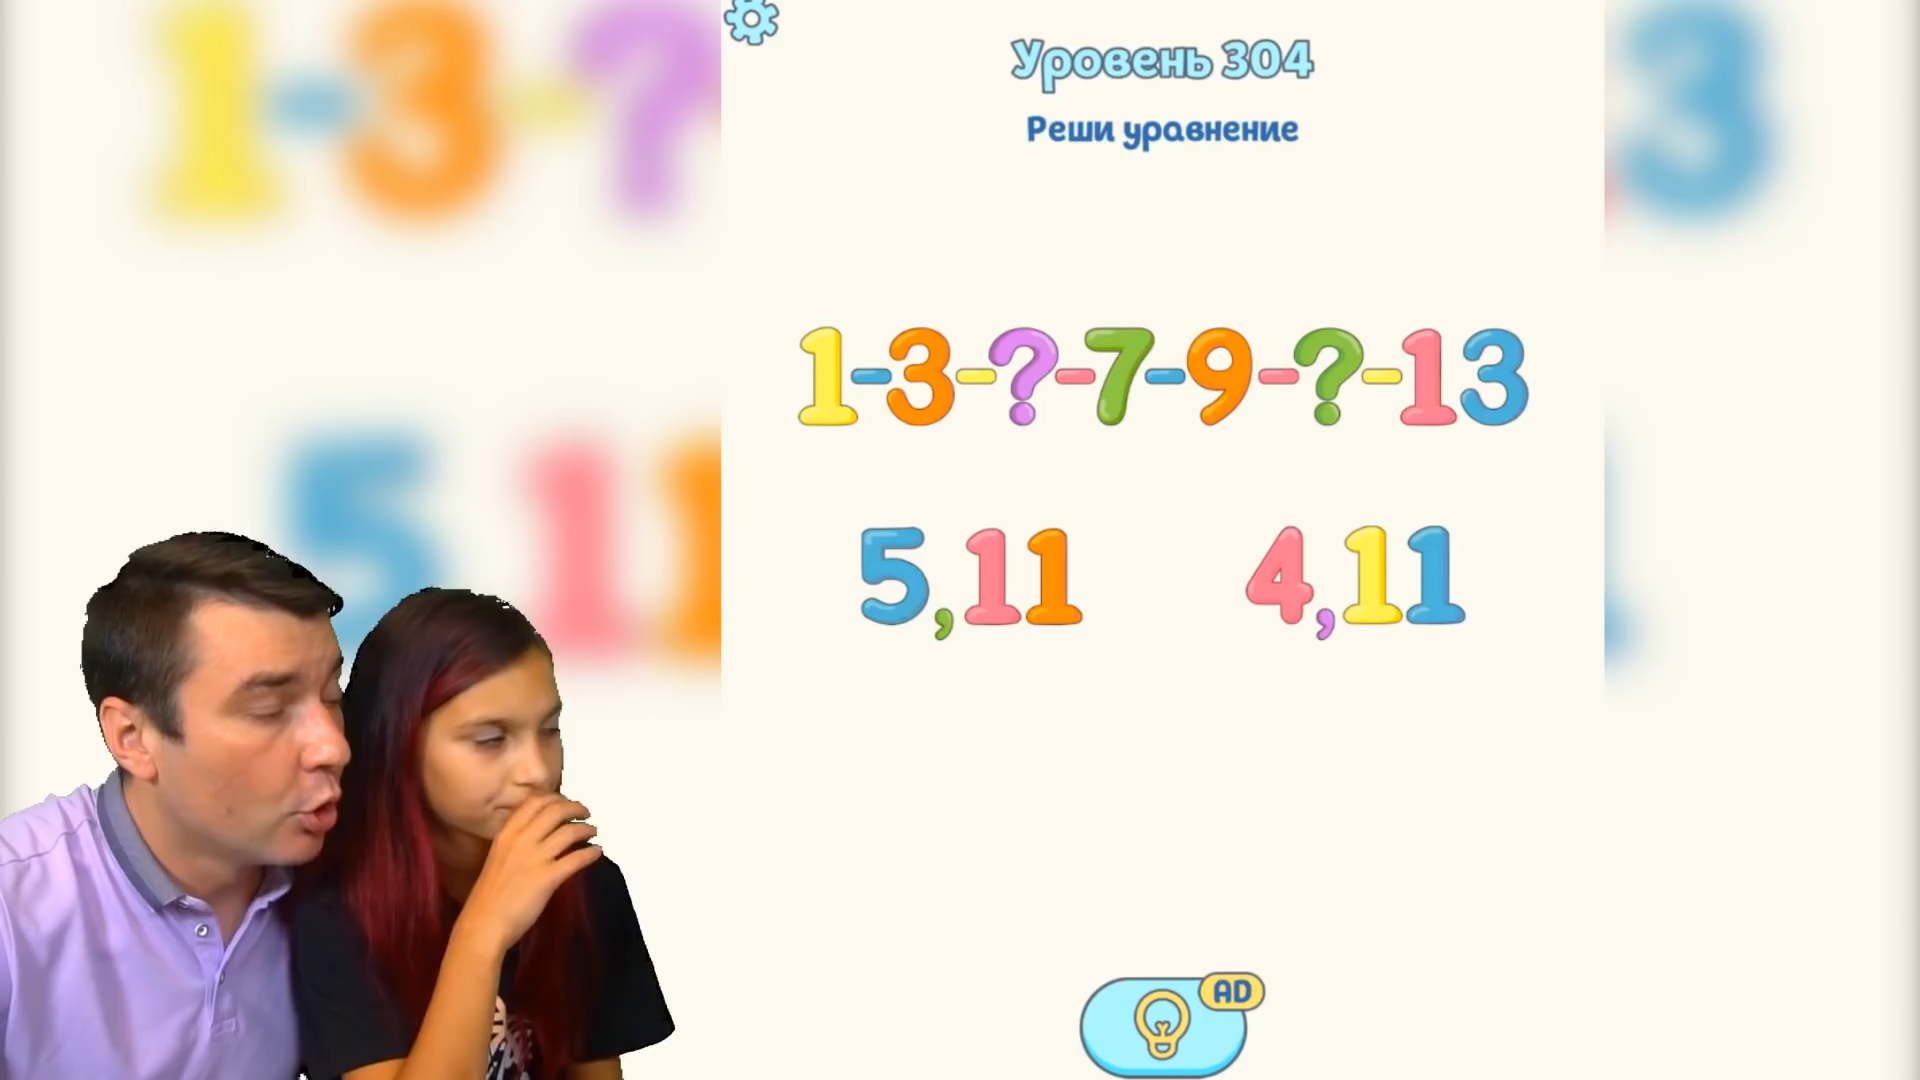 Уровень 304
Реши уравнение
1-3-?-7-9-?-13
5,11 4,11
AD